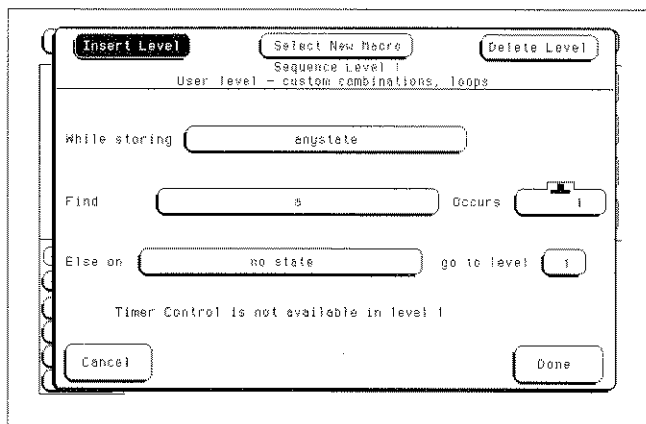 Insert Level Select New Macro Delete Level
Sequence Level 1
User level - custom combinations, loops
While storing anystate
Find a Occurs 1
Else on no state go to level 1
Timer Control is not available in level 1
Cancel Done